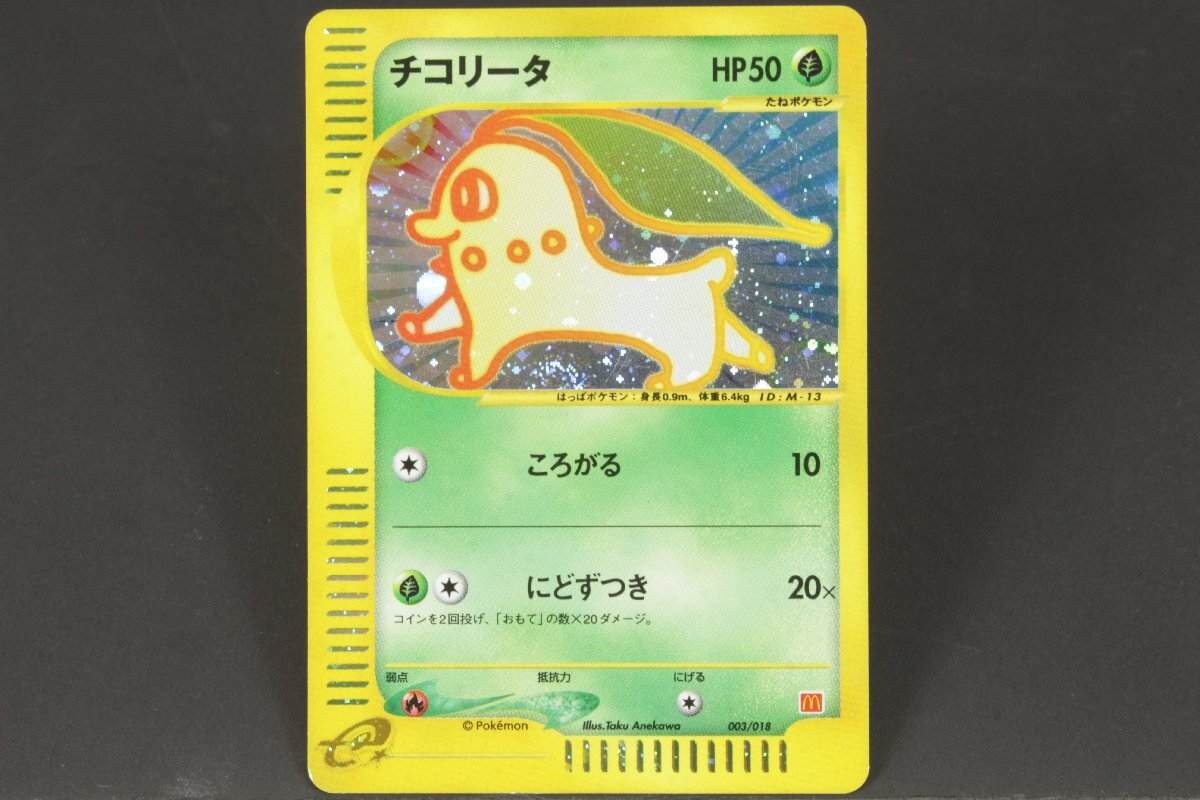 チコリータ
HP50
たねポケモン
はっぱポケモン：身長0.9m、体重6.4kg ID:M-13
ころがる 10
にどずつき 20×
コインを2回投げ、「おもて」の数×20ダメージ。
弱点 抵抗力 にげる
©Pokémon Illus.Taku Anekawa 003/018